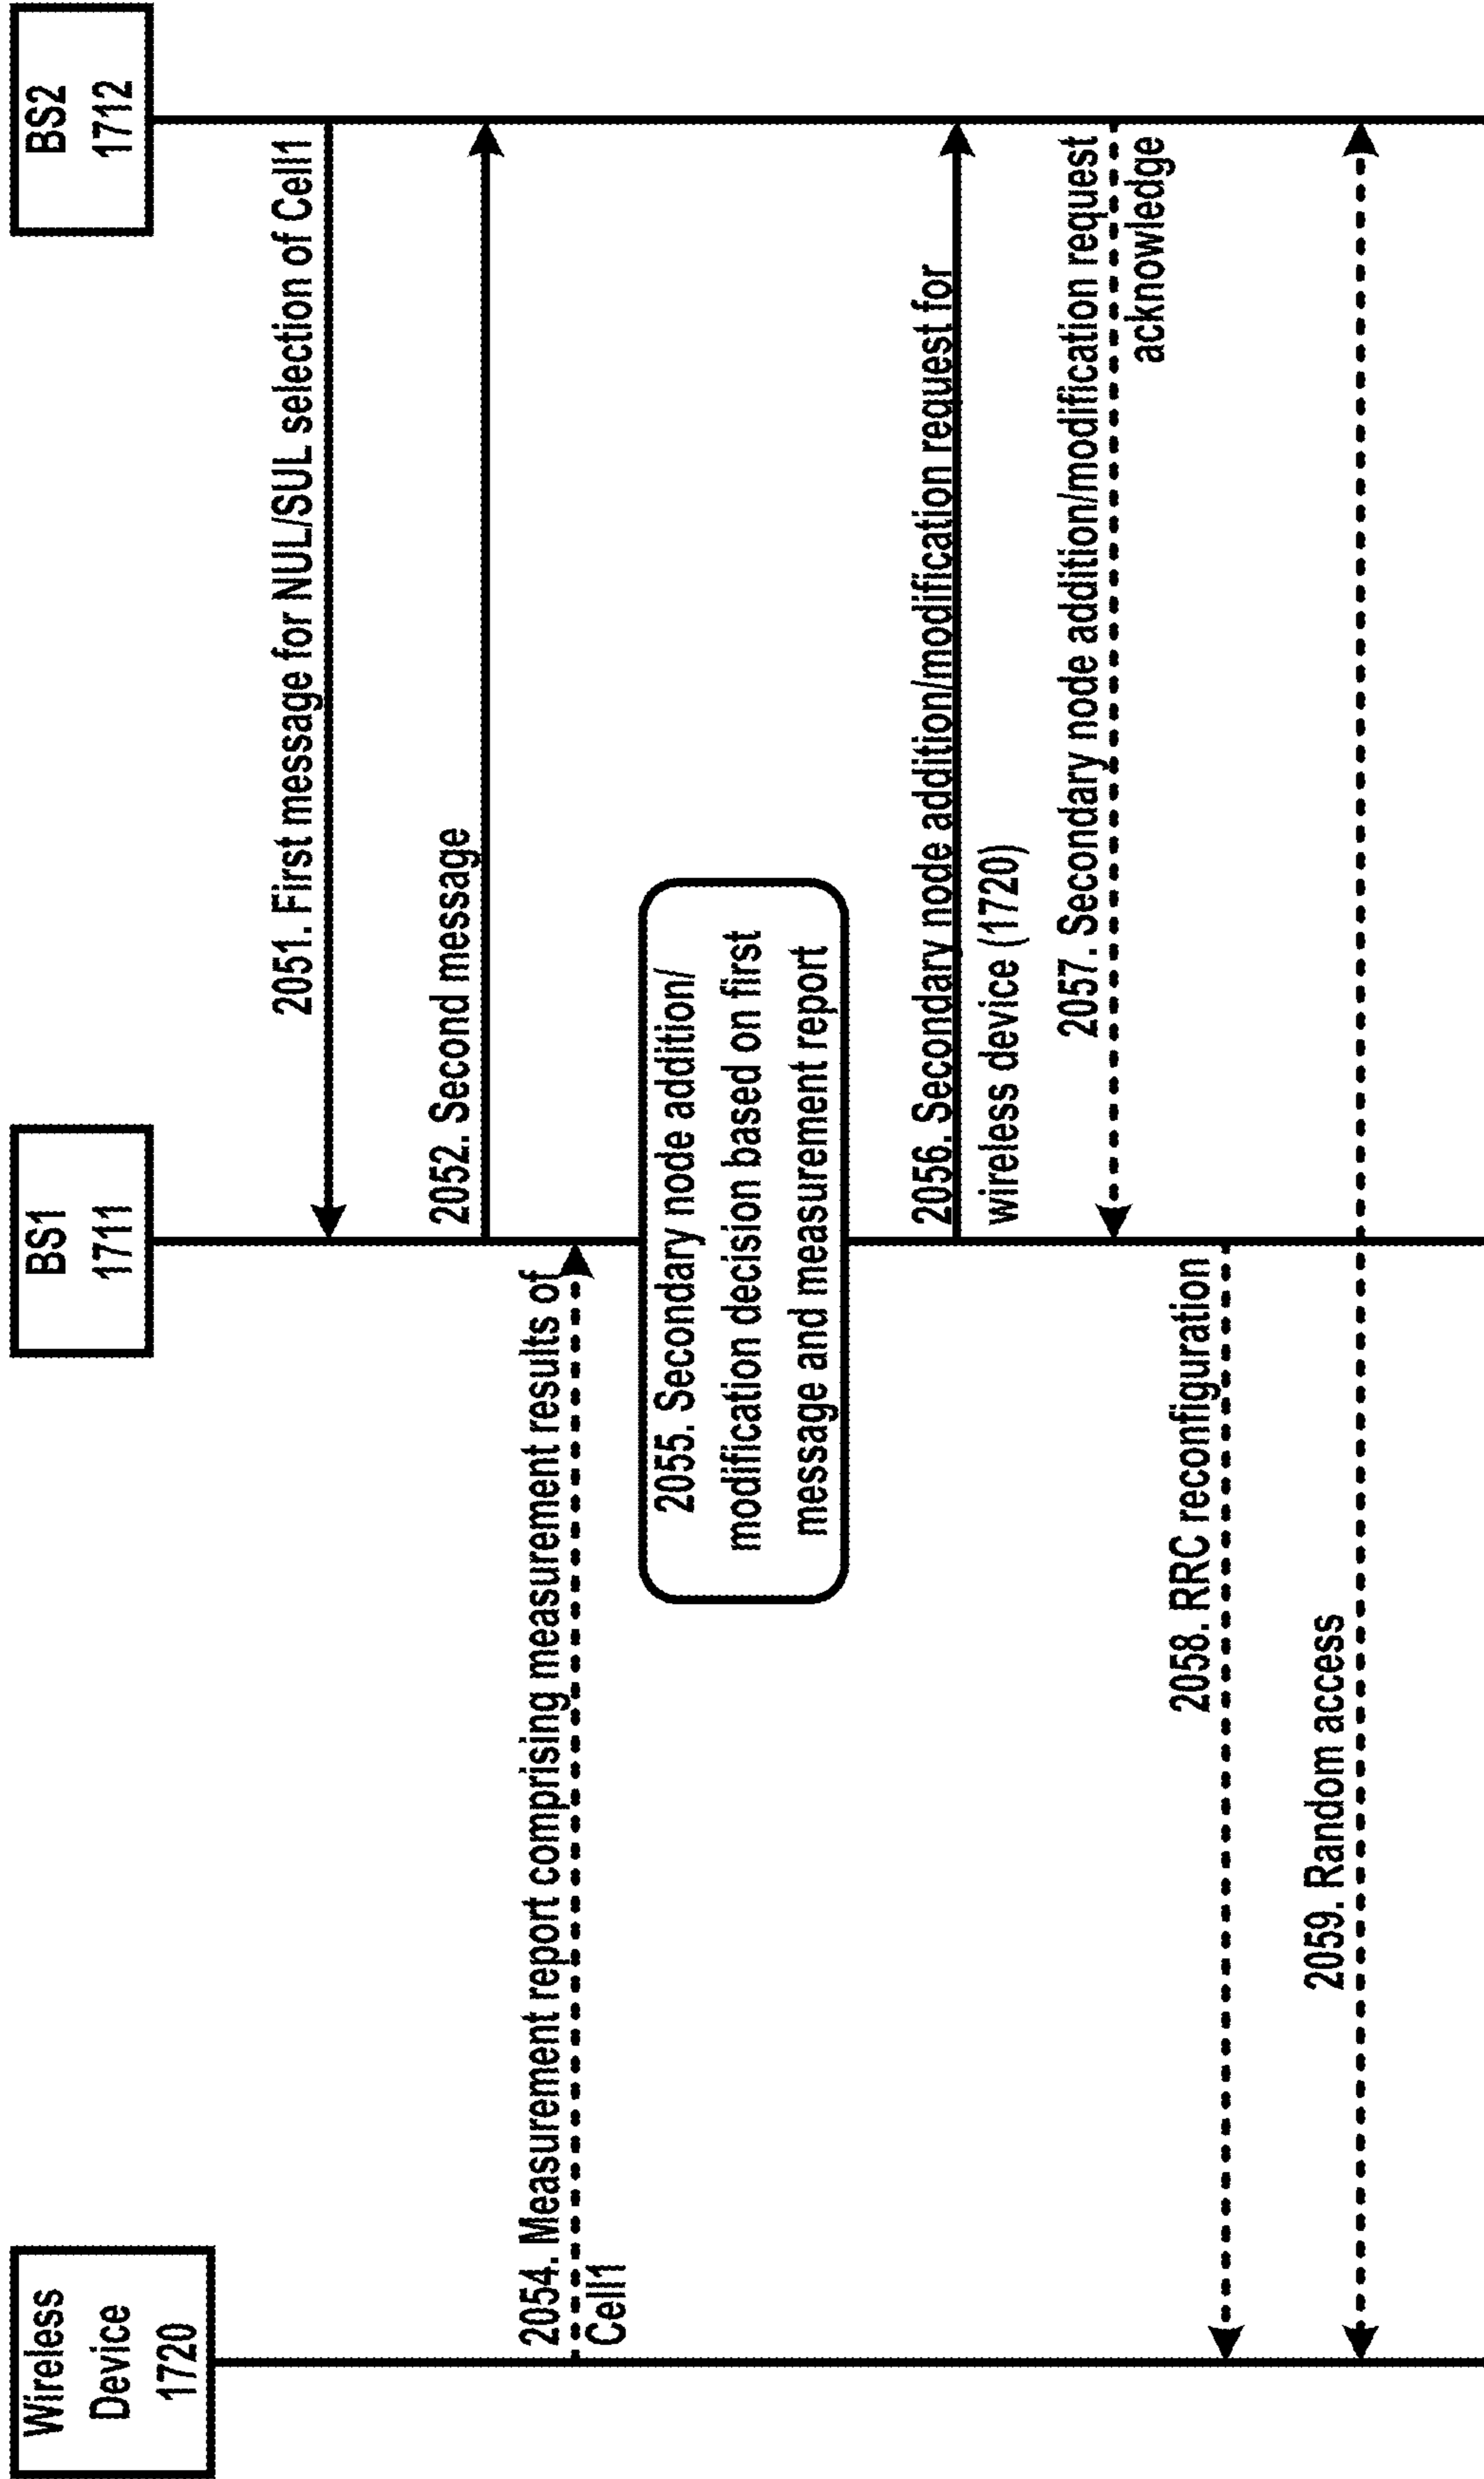 Wireless
Device
1720
BS1
1711
BS2
1712
2051. First message for NUL/SUL selection of Cell1
2052. Second message
2054. Measurement report comprising measurement results of
Cell1
2055. Secondary node addition/
modification decision based on first
message and measurement report
2056. Secondary node addition/modification request for
wireless device (1720)
2057. Secondary node addition/modification request
acknowledge
2058. RRC reconfiguration
2059. Random access